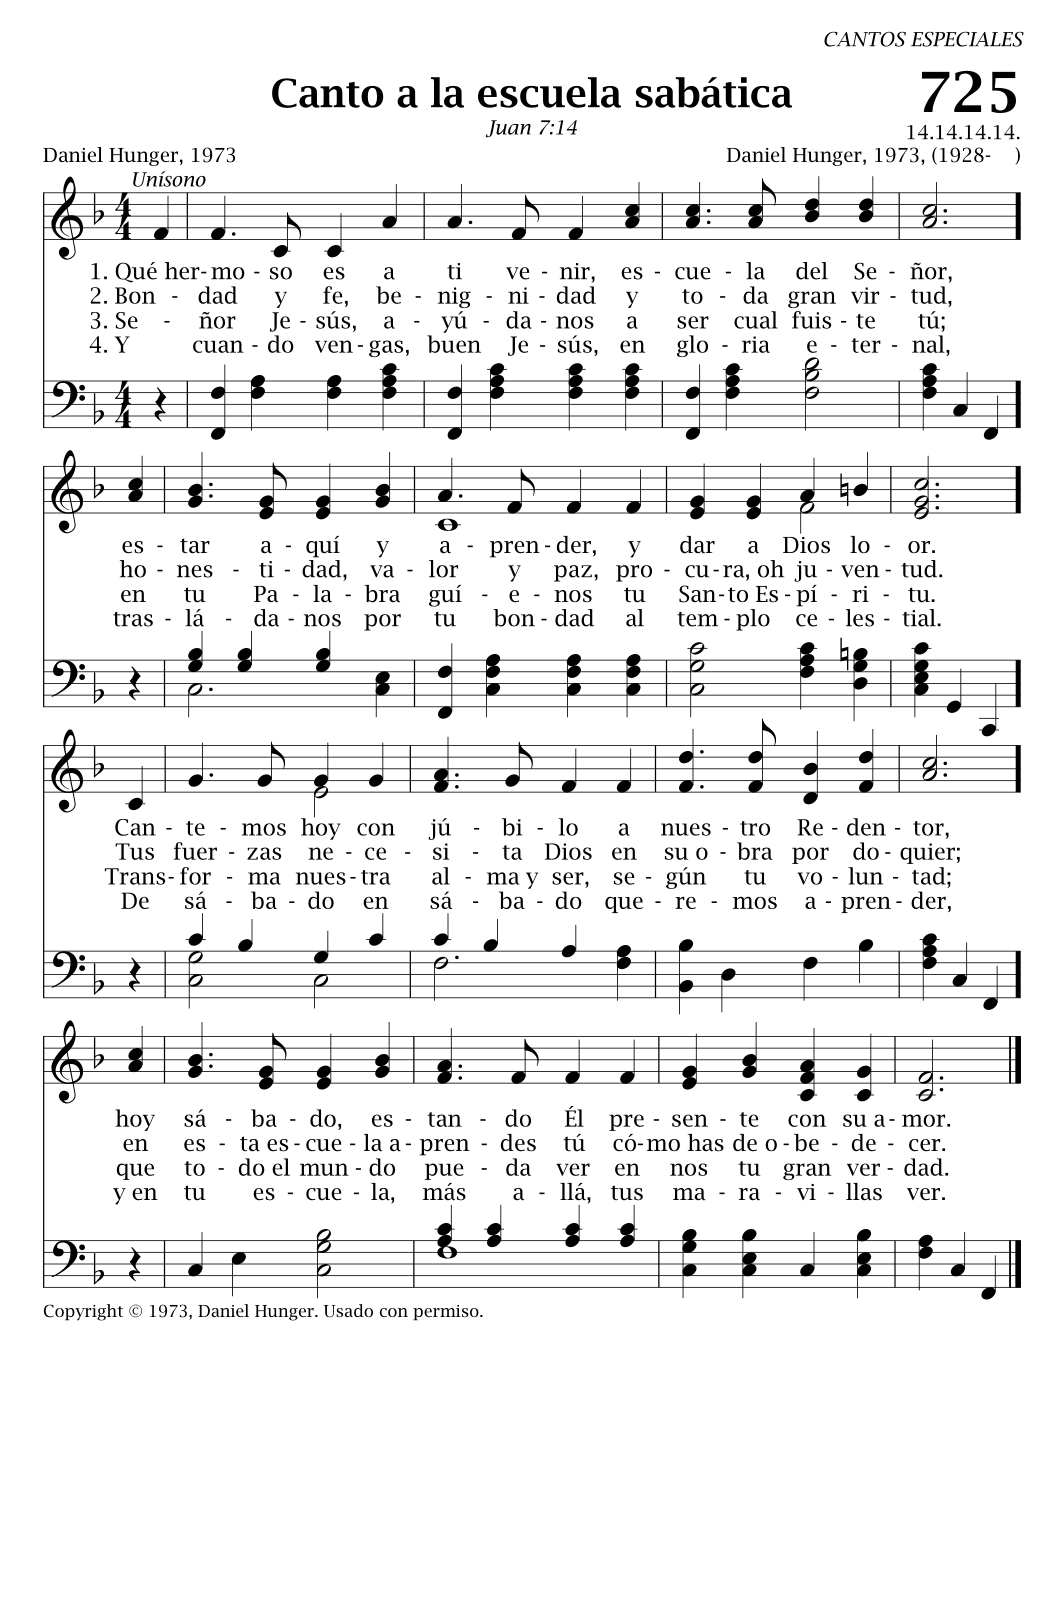 CANTOS ESPECIALES
Canto a la escuela sabática
725
Juan 7:14
14.14.14.14.
Daniel Hunger, 1973
Daniel Hunger, 1973, (1928-    )
Unísono
1. Qué her - mo - so es a ti ve - nir, es - cue - la del Se - ñor,
2. Bon - dad y fe, be - nig - ni - dad y to - da gran vir - tud,
3. Se - ñor Je - sús, a - yú - da - nos a ser cual fuis - te tú;
4. Y cuan - do ven - gas, buen Je - sús, en glo - ria e - ter - nal,
es - tar a - quí y a - pren - der, y dar a Dios lo - or.
ho - nes - ti - dad, va - lor y paz, pro - cu - ra, oh ju - ven - tud.
en tu Pa - la - bra guí - e - nos tu San - to Es - pí - ri - tu.
tras - lá - da - nos por tu bon - dad al tem - plo ce - les - tial.
Can - te - mos hoy con jú - bi - lo a nues - tro Re - den - tor,
Tus fuer - zas ne - ce - si - ta Dios en su o - bra por do - quier;
Trans - for - ma nues - tra al - ma y ser, se - gún tu vo - lun - tad;
De sá - ba - do en sá - ba - do que - re - mos a - pren - der,
hoy sá - ba - do, es - tan - do Él pre - sen - te con su a - mor.
en es - ta es - cue - la a - pren - des tú có - mo has de o - be - de - cer.
que to - do el mun - do pue - da ver en nos tu gran ver - dad.
y en tu es - cue - la, más a - llá, tus ma - ra - vi - llas ver.
Copyright © 1973, Daniel Hunger. Usado con permiso.